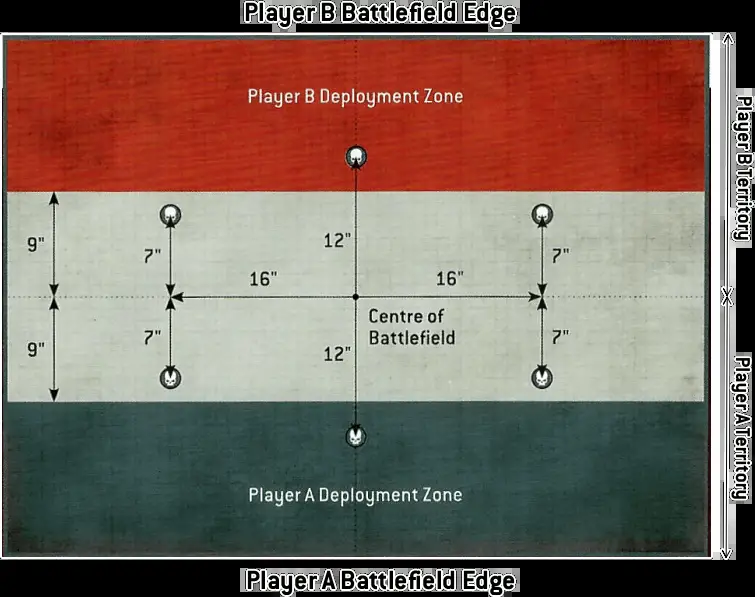 Player B Battlefield Edge
Player B Deployment Zone
Player B Territory
9"
7"
12"
7"
16"
16"
Centre of
Battlefield
9"
7"
12"
7"
Player A Territory
Player A Deployment Zone
Player A Battlefield Edge